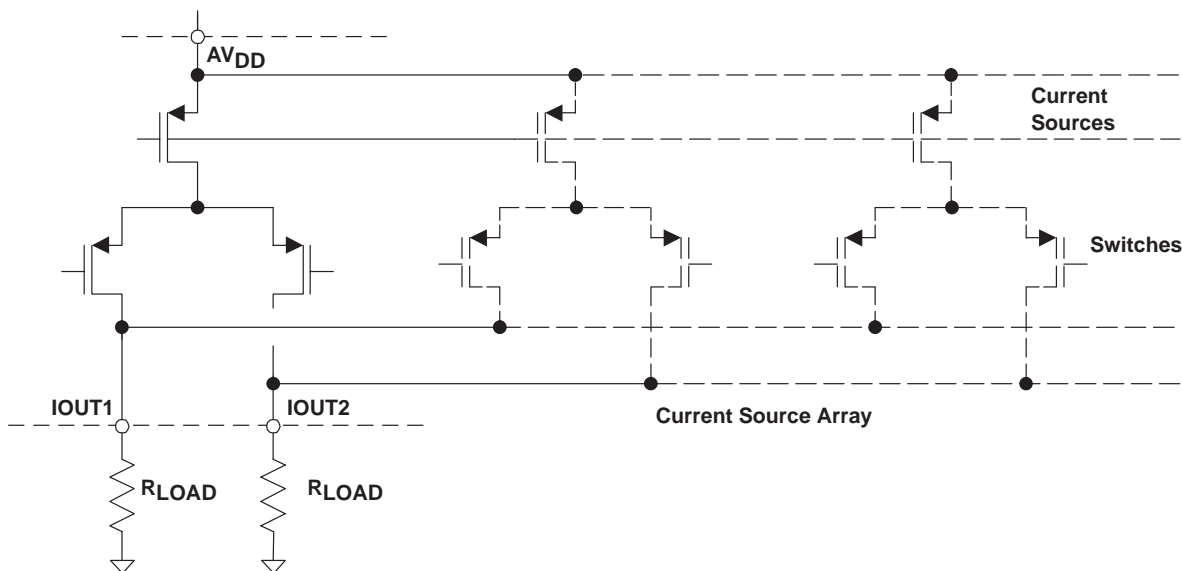 AVDD
Current
Sources
Switches
IOUT1
IOUT2
Current Source Array
RLOAD
RLOAD